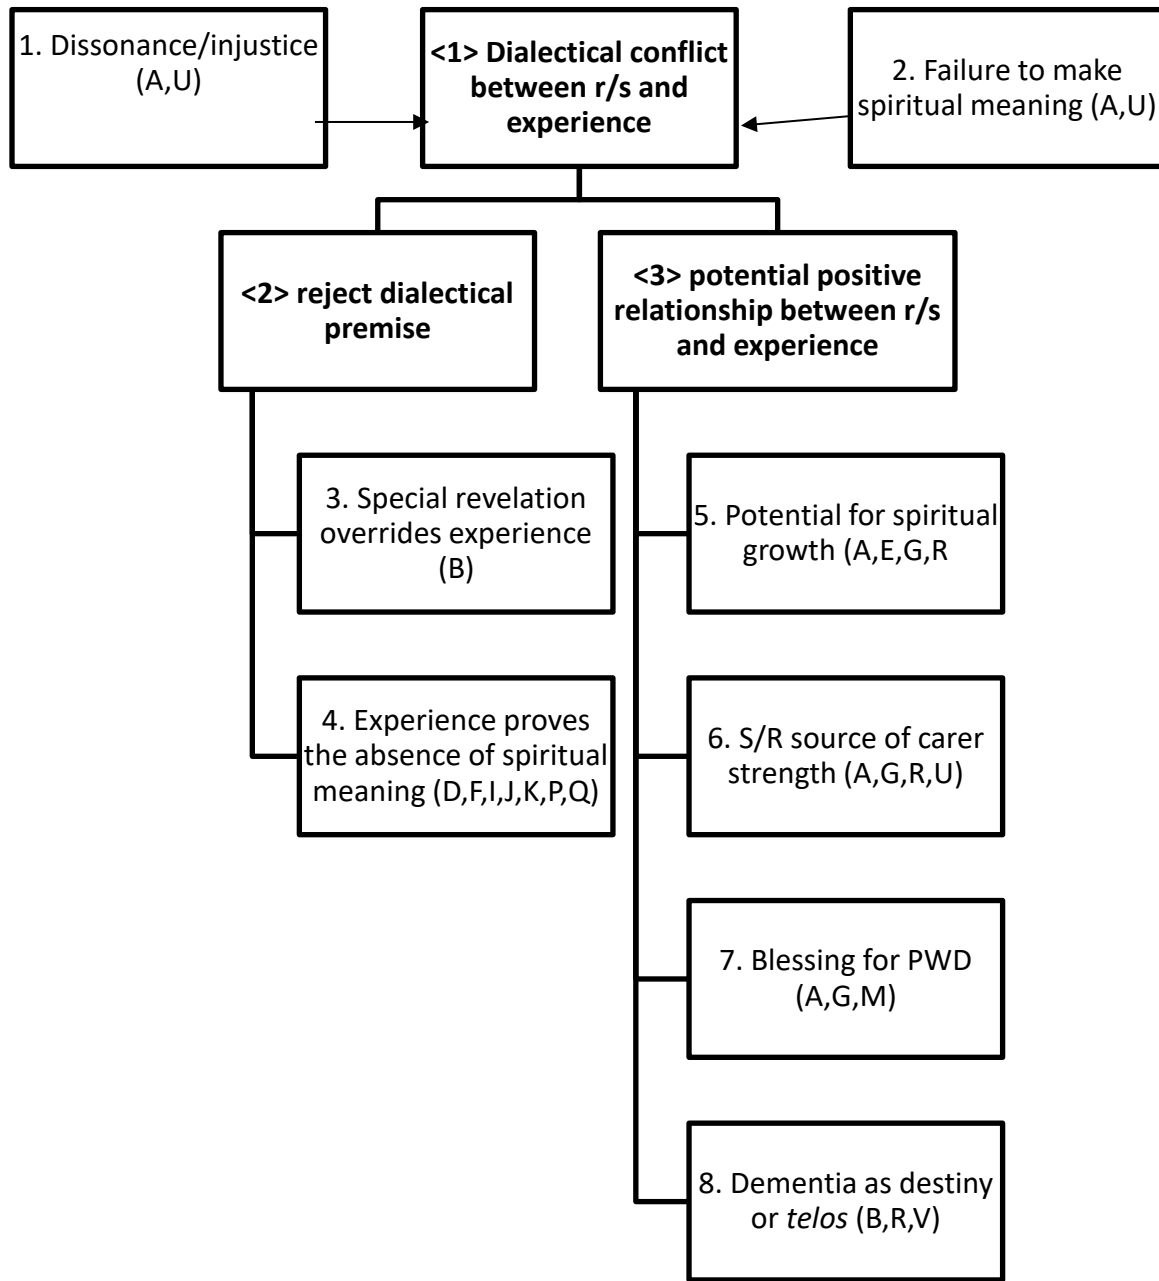 1. Dissonance/injustice
(A,U)
<1> Dialectical conflict
between r/s and
experience
2. Failure to make
spiritual meaning (A,U)
<2> reject dialectical
premise
<3> potential positive
relationship between r/s
and experience
3. Special revelation
overrides experience
(B)
5. Potential for spiritual
growth (A,E,G,R
4. Experience proves
the absence of spiritual
meaning (D,F,I,J,K,P,Q)
6. S/R source of carer
strength (A,G,R,U)
7. Blessing for PWD
(A,G,M)
8. Dementia as destiny
or telos (B,R,V)